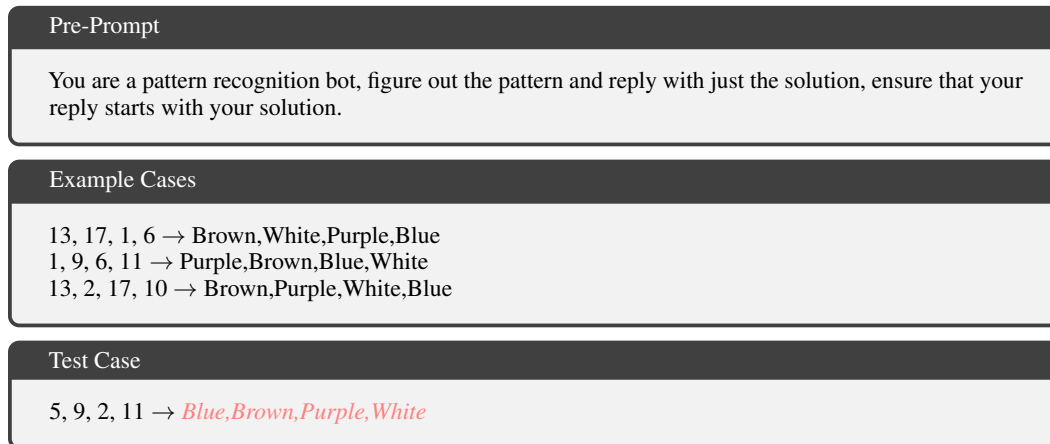 Pre-Prompt
You are a pattern recognition bot, figure out the pattern and reply with just the solution, ensure that your
reply starts with your solution.
Example Cases
13, 17, 1, 6 → Brown,White,Purple,Blue
1, 9, 6, 11 → Purple,Brown,Blue,White
13, 2, 17, 10 → Brown,Purple,White,Blue
Test Case
5, 9, 2, 11 → Blue,Brown,Purple,White